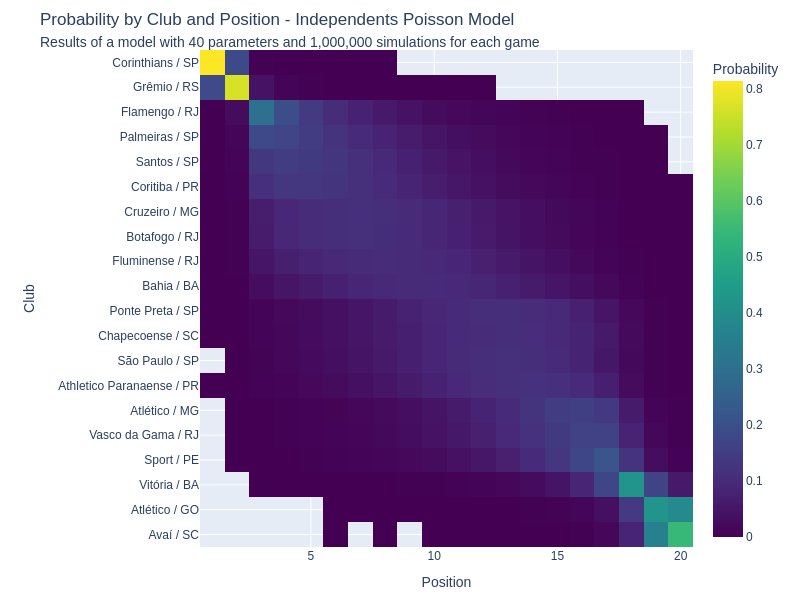 Probability by Club and Position - Independents Poisson Model
Results of a model with 40 parameters and 1,000,000 simulations for each game
Probability
Corinthians / SP
Grêmio / RS
Flamengo / RJ
Palmeiras / SP
Santos / SP
Coritiba / PR
Cruzeiro / MG
Botafogo / RJ
Fluminense / RJ
Bahia / BA
Ponte Preta / SP
Chapecoense / SC
São Paulo / SP
Athletico Paranaense / PR
Atlético / MG
Vasco da Gama / RJ
Sport / PE
Vitória / BA
Atlético / GO
Avaí / SC
Club
5
10
15
20
Position
0.8
0.7
0.6
0.5
0.4
0.3
0.2
0.1
0